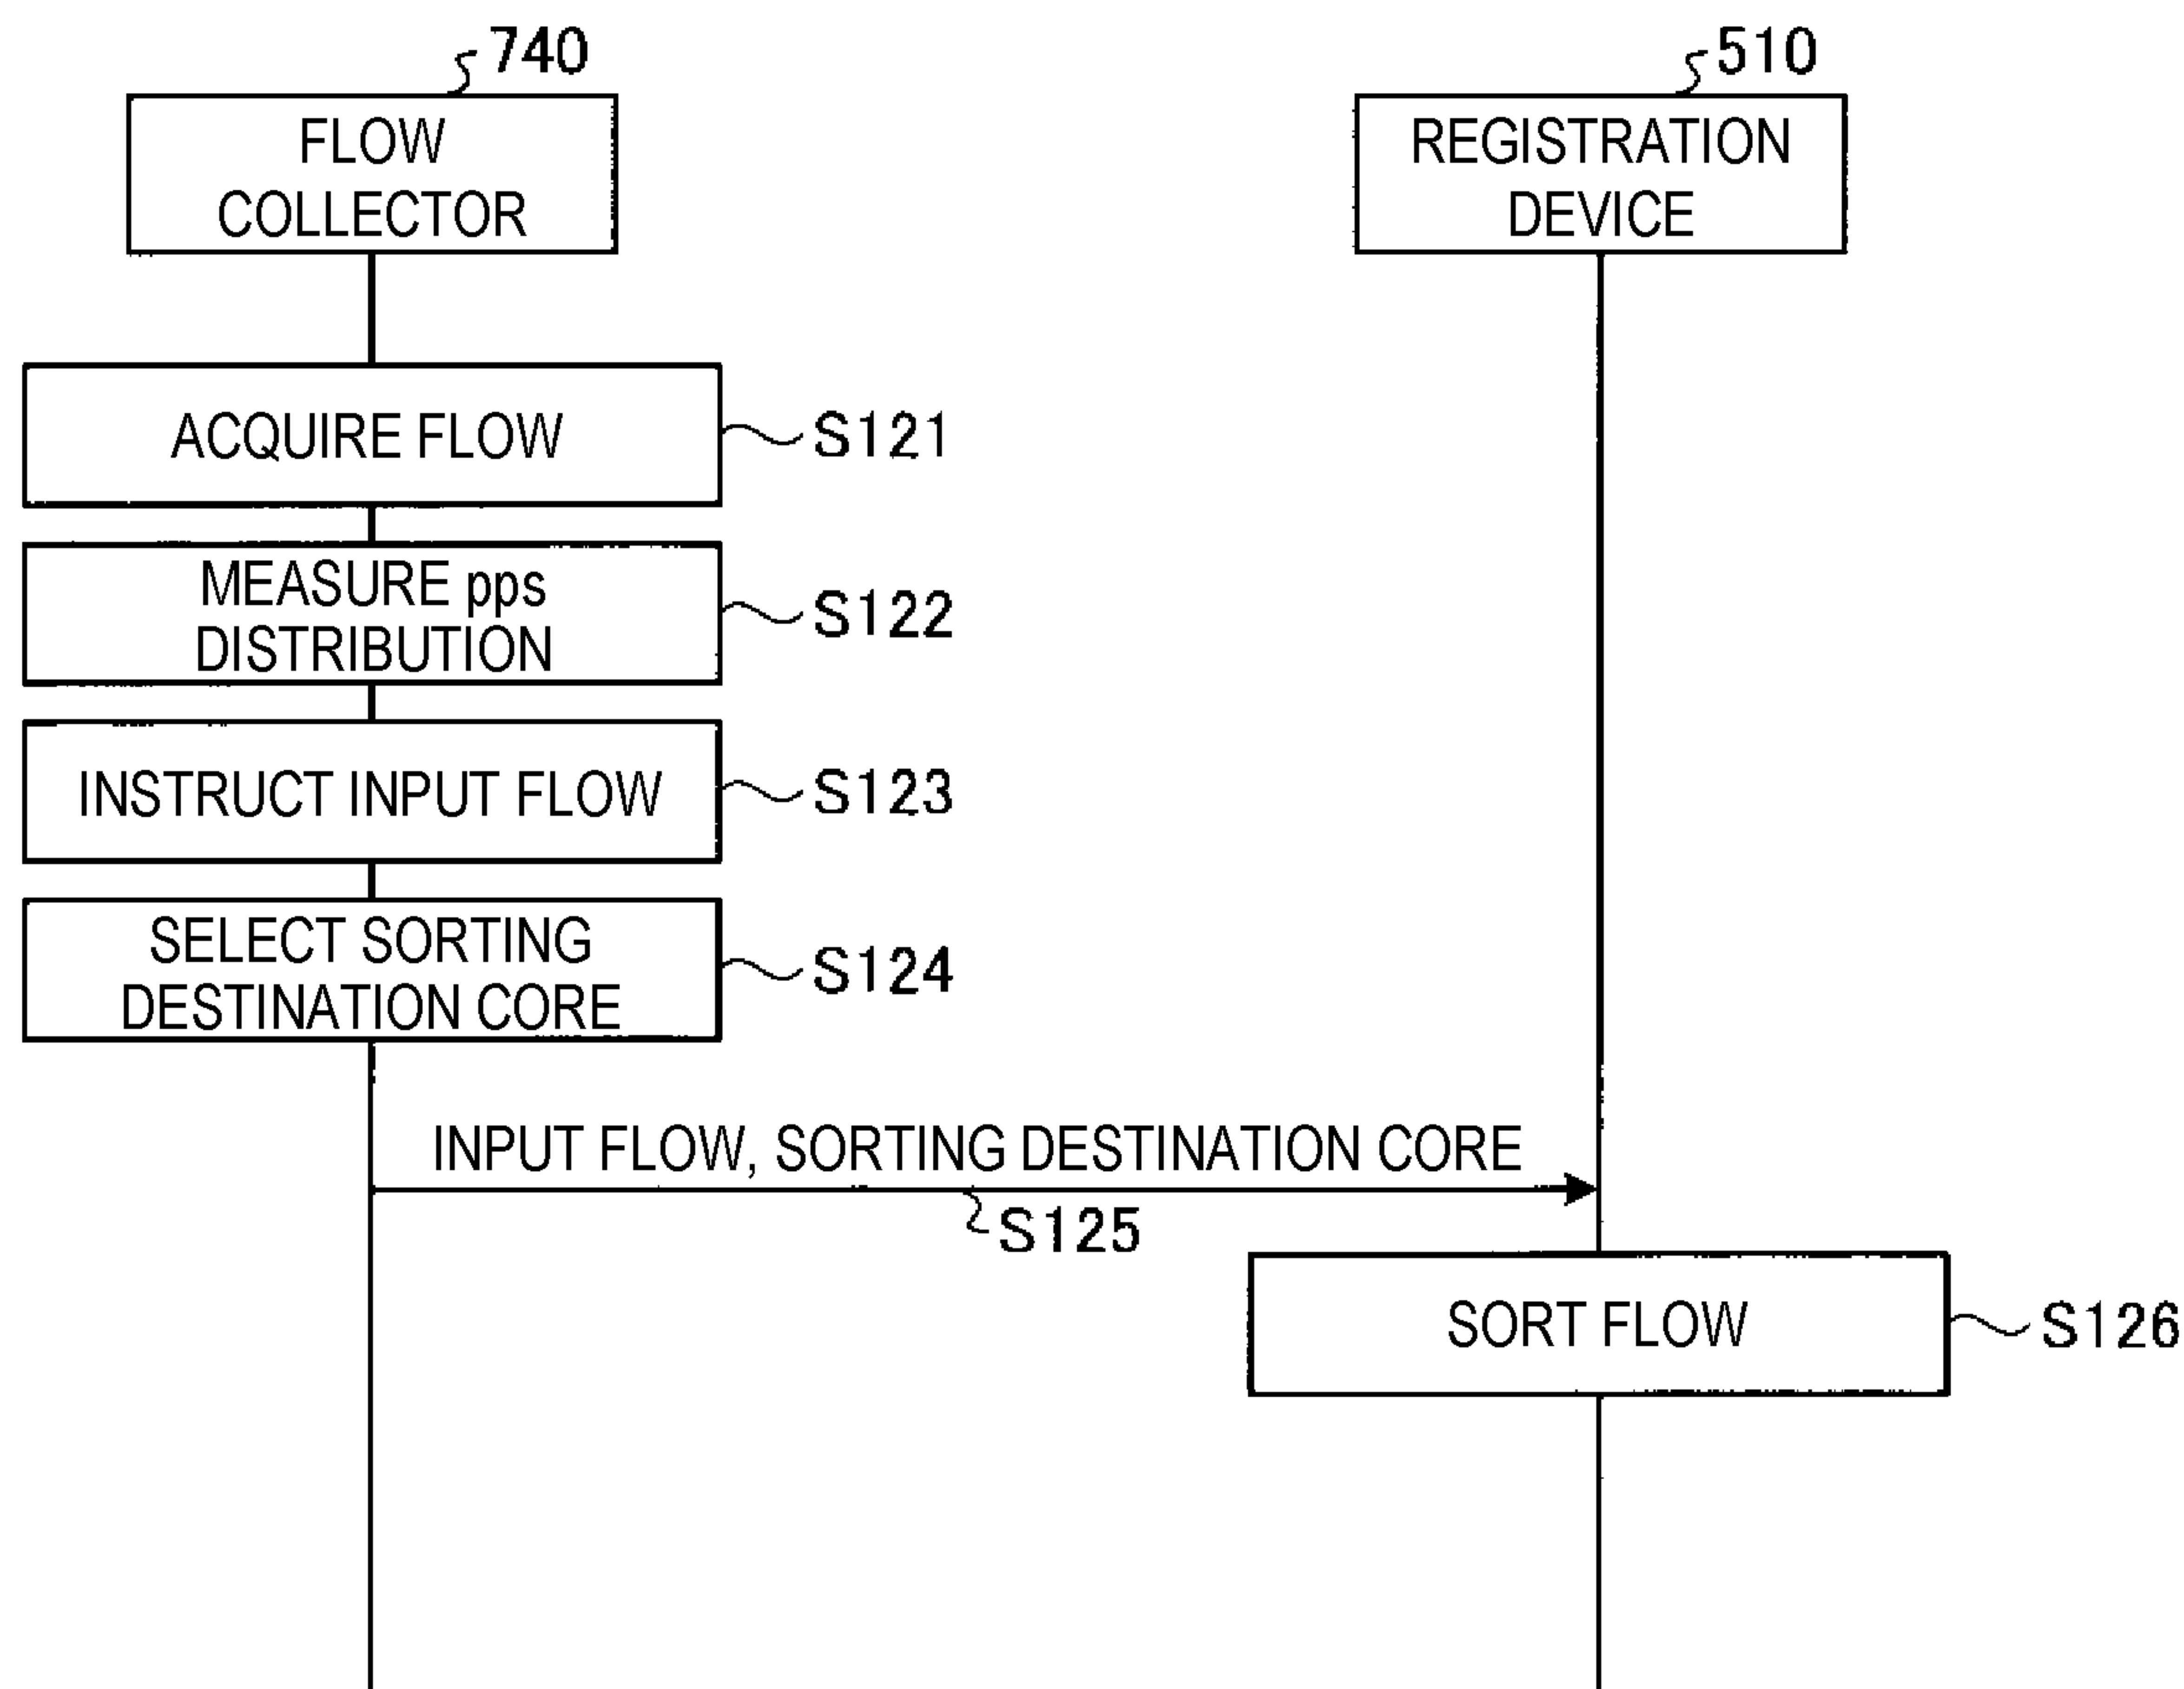 740
510
FLOW
COLLECTOR
REGISTRATION
DEVICE
ACQUIRE FLOW
S121
MEASURE pps
DISTRIBUTION
S122
INSTRUCT INPUT FLOW
S123
SELECT SORTING
DESTINATION CORE
S124
INPUT FLOW, SORTING DESTINATION CORE
S125
SORT FLOW
S126